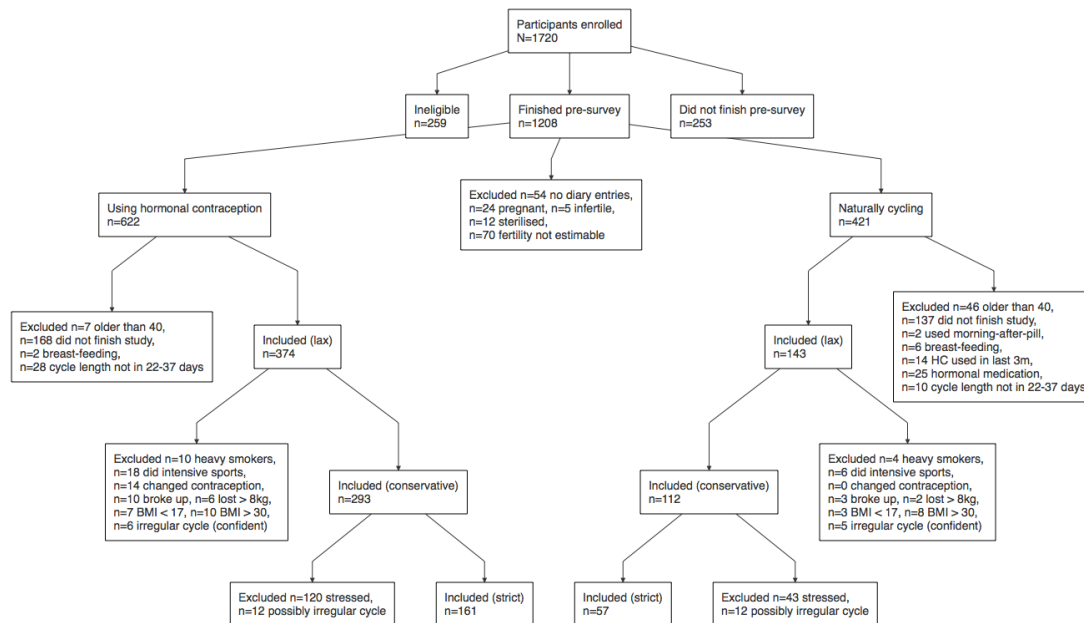 Participants enrolled
N=1720
Ineligible
n=259
Finished pre-survey
n=1208
Did not finish pre-survey
n=253
Using hormonal contraception
n=622
Excluded n=54 no diary entries,
n=24 pregnant, n=5 infertile,
n=12 sterilised,
n=70 fertility not estimable
Naturally cycling
n=421
Excluded n=7 older than 40,
n=168 did not finish study,
n=2 breast-feeding,
n=28 cycle length not in 22-37 days
Included (lax)
n=374
Included (lax)
n=143
Excluded n=46 older than 40,
n=137 did not finish study,
n=2 used morning-after-pill,
n=6 breast-feeding,
n=14 HC used in last 3m,
n=25 hormonal medication,
n=10 cycle length not in 22-37 days
Excluded n=10 heavy smokers,
n=18 did intensive sports,
n=14 changed contraception,
n=10 broke up, n=6 lost > 8kg,
n=7 BMI < 17, n=10 BMI > 30,
n=6 irregular cycle (confident)
Included (conservative)
n=293
Included (conservative)
n=112
Excluded n=4 heavy smokers,
n=6 did intensive sports,
n=0 changed contraception,
n=3 broke up, n=2 lost > 8kg,
n=3 BMI < 17, n=8 BMI > 30,
n=5 irregular cycle (confident)
Excluded n=120 stressed,
n=12 possibly irregular cycle
Included (strict)
n=161
Included (strict)
n=57
Excluded n=43 stressed,
n=12 possibly irregular cycle